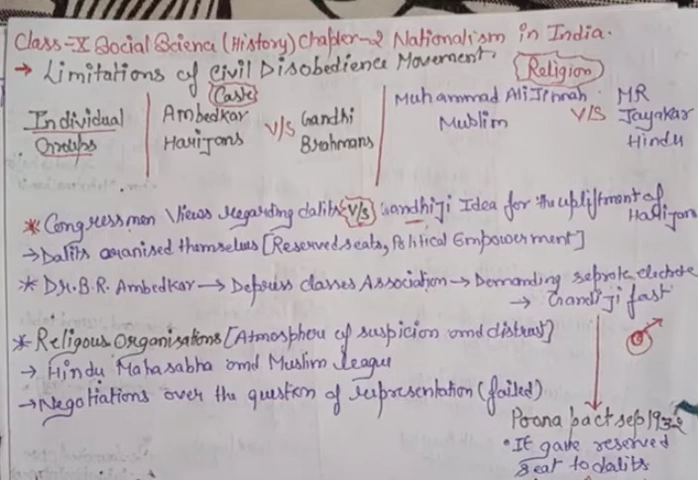 Class-X Social Science (History) Chapter-2 Nationalism in India.
→ Limitations of Civil Disobedience Movement.
Religion
Caste
Individual
Groups
Ambedkar
Harijans
V/S
Gandhi
Brahmans
Muhammad Ali Jinnah
Muslim
V/S
MR
Jayakar
Hindu
* Congressmen Views regarding dalits V/S Gandhiji Idea for the upliftment of
Harijan
→ Dalits organised themselves [Reserved seats, Political Empowerment]
* Dr. B.R. Ambedkar → Depress classes Association → Demanding seprate electorate
→ Gandiji fast
* Religous Organisations [Atmosphere of suspicion and distrust]
→ Hindu Mahasabha and Muslim League
→ Negotiations over the question of representation (failed)
Poona pact sep 1932
• It gave reserved
seat to dalits